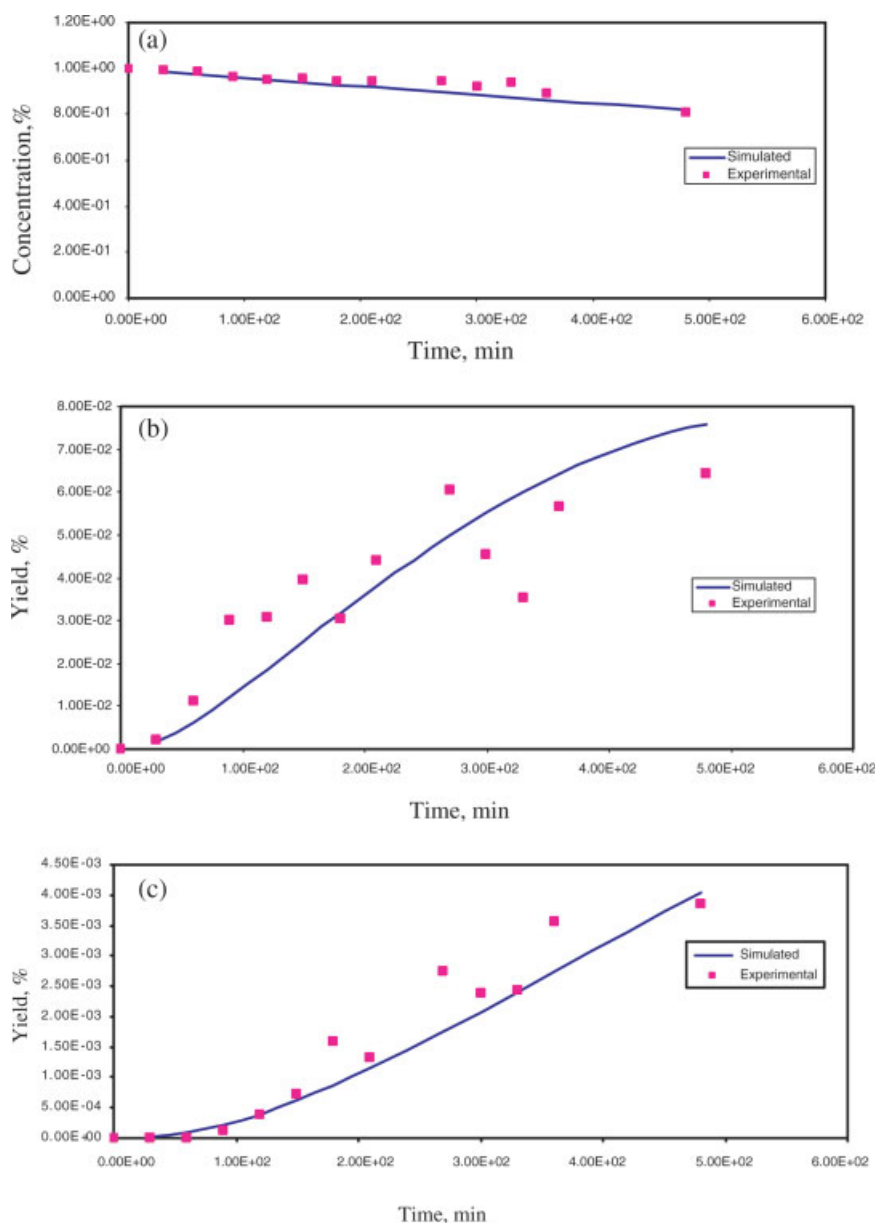 1.20E+00
(a)
1.00E+00
8.00E-01
6.00E-01
4.00E-01
2.00E-01
0.00E+00
Concentration,%
Simulated
Experimental
0.00E+00 1.00E+02 2.00E+02 3.00E+02 4.00E+02 5.00E+02 6.00E+02
Time, min
8.00E-02
(b)
7.00E-02
6.00E-02
5.00E-02
4.00E-02
3.00E-02
2.00E-02
1.00E-02
0.00E+00
Yield, %
Simulated
Experimental
0.00E+00 1.00E+02 2.00E+02 3.00E+02 4.00E+02 5.00E+02 6.00E+02
Time, min
4.50E-03
(c)
4.00E-03
3.50E-03
3.00E-03
2.50E-03
2.00E-03
1.50E-03
1.00E-03
5.00E-04
0.00E+00
Yield, %
Simulated
Experimental
0.00E+00 1.00E+02 2.00E+02 3.00E+02 4.00E+02 5.00E+02 6.00E+02
Time, min